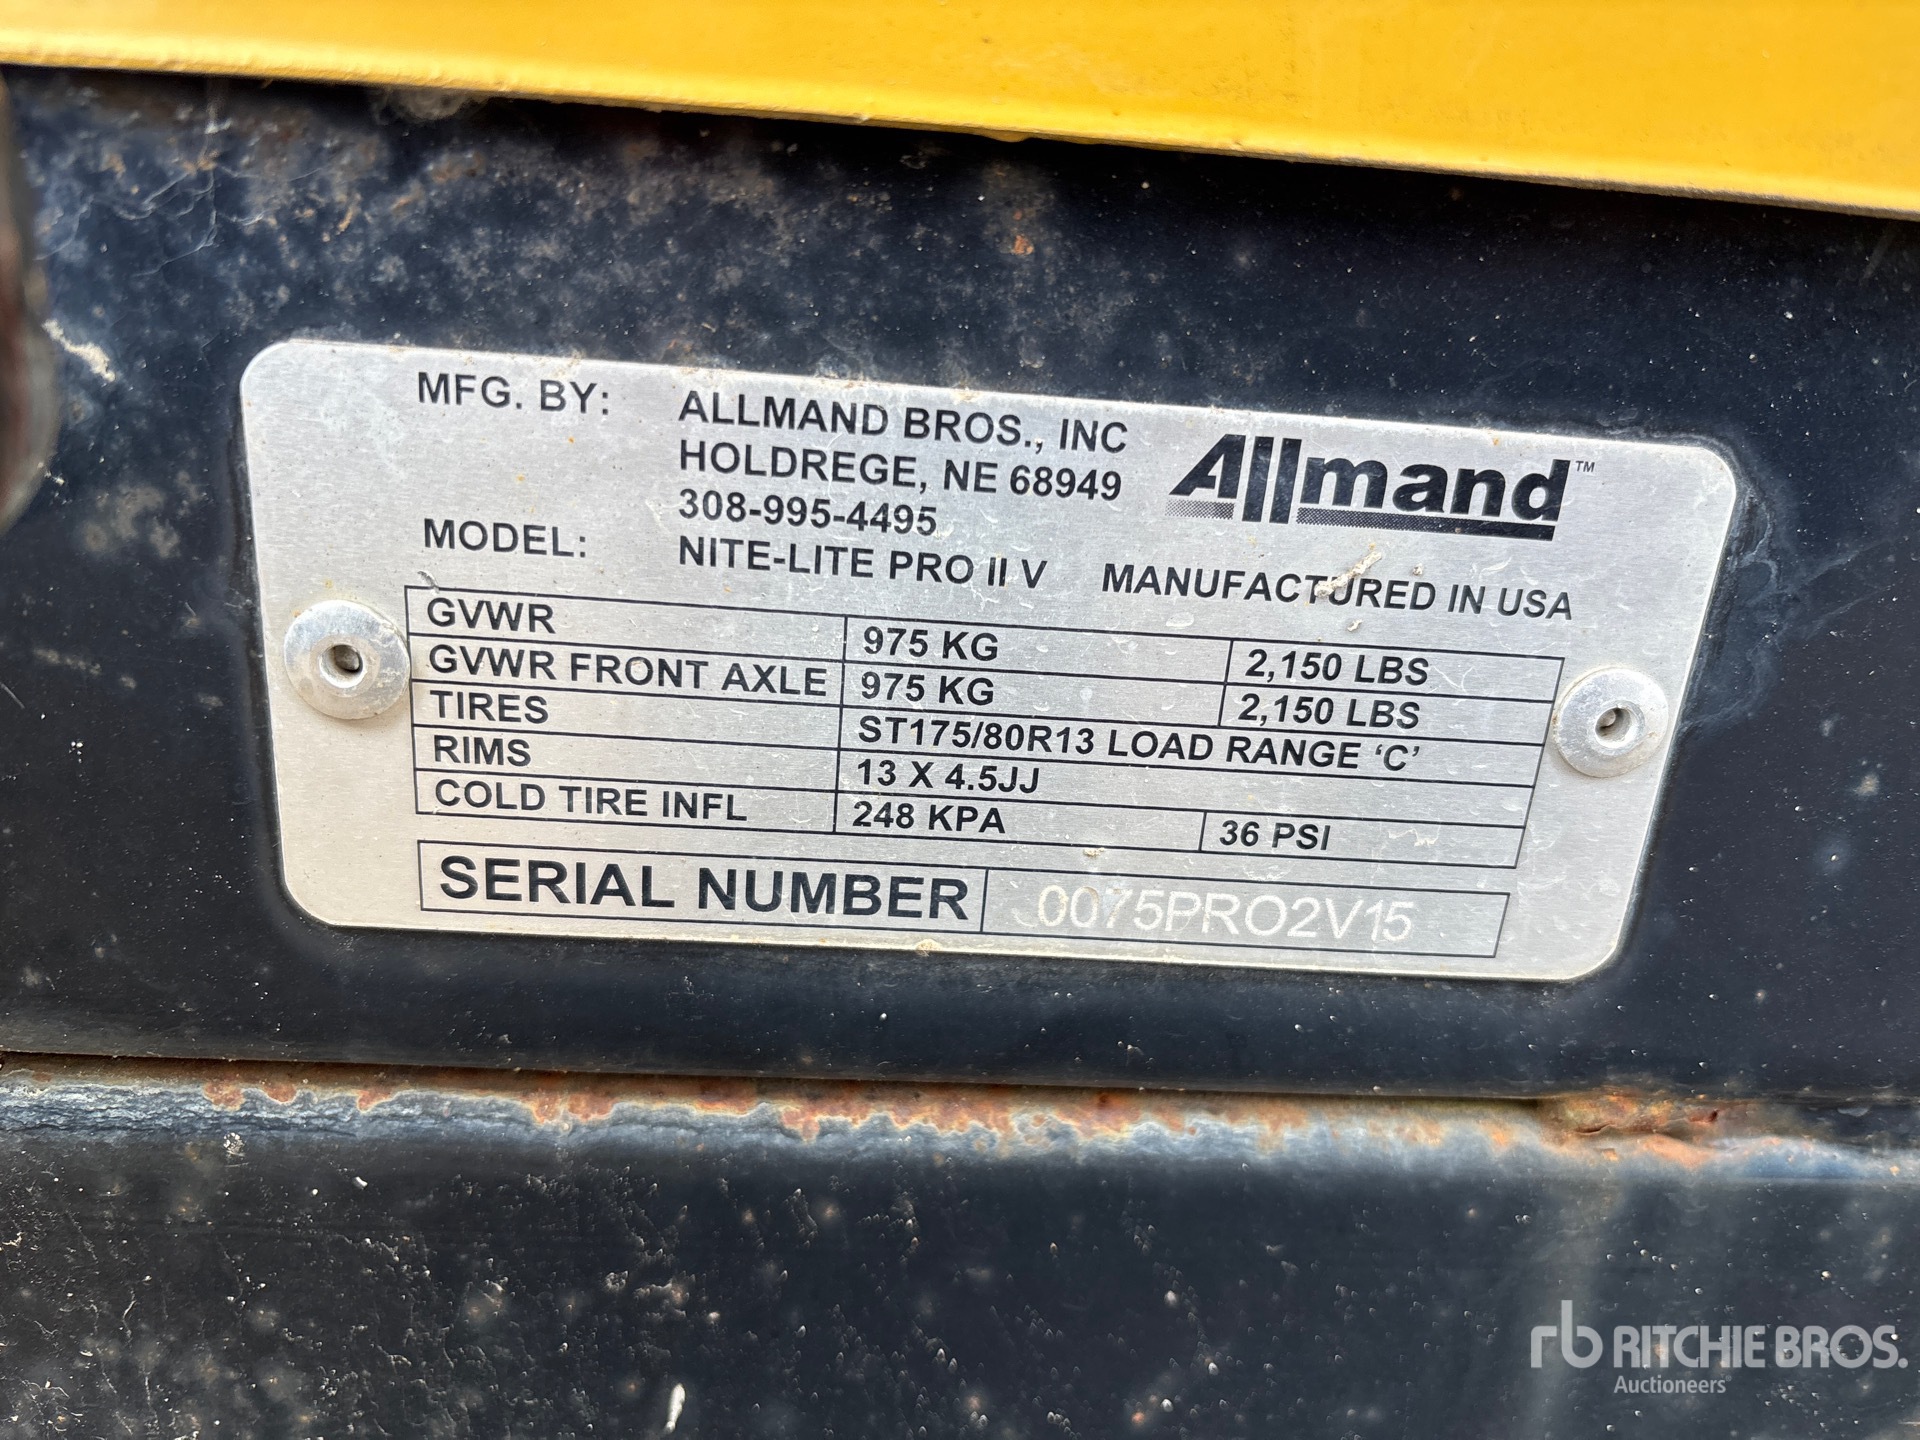 MFG. BY: ALLMAND BROS., INC
HOLDREGE, NE 68949
308-995-4495
Allmand™
MODEL: NITE-LITE PRO II V MANUFACTURED IN USA
GVWR 975 KG 2,150 LBS
GVWR FRONT AXLE 975 KG 2,150 LBS
TIRES ST175/80R13 LOAD RANGE ‘C’
RIMS 13 X 4.5JJ
COLD TIRE INFL 248 KPA 36 PSI
SERIAL NUMBER 0075PRO2V15
rb RITCHIE BROS.
Auctioneers